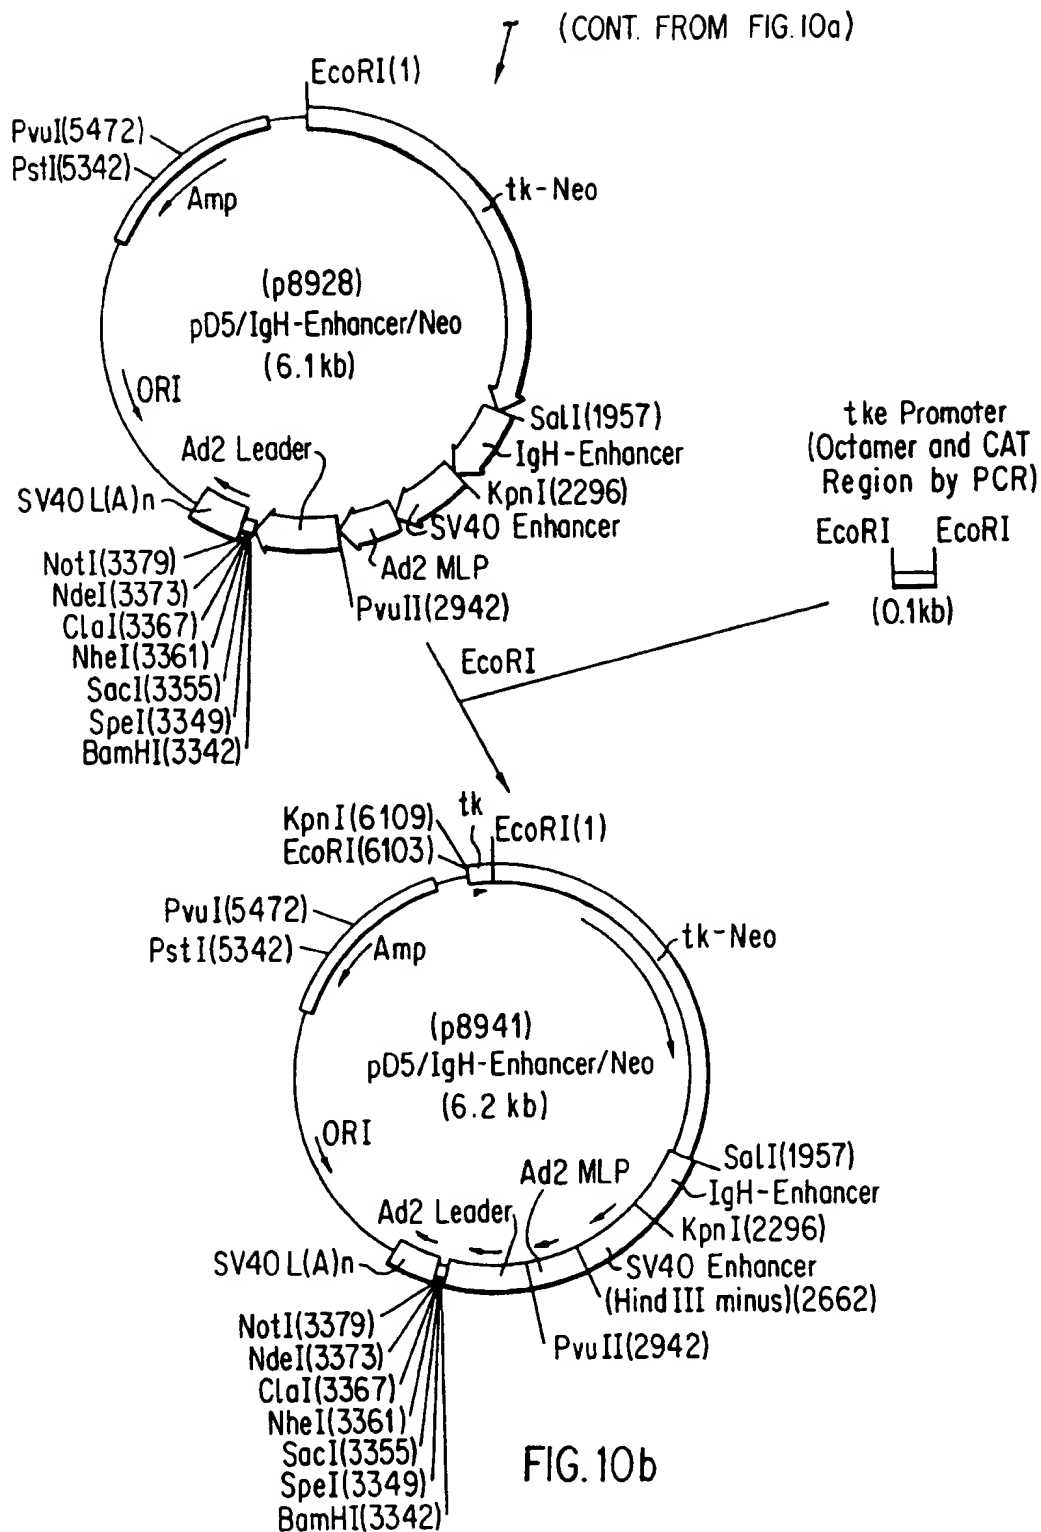 (CONT. FROM FIG.10a)
EcoRI(1)
PvuI(5472)
PstI(5342)
Amp
tk-Neo
(p8928)
pD5/IgH-Enhancer/Neo
(6.1kb)
ORI
SalI(1957)
IgH-Enhancer
KpnI(2296)
SV40 Enhancer
Ad2 MLP
PvuII(2942)
Ad2 Leader
SV40 L(A)n
NotI(3379)
NdeI(3373)
ClaI(3367)
NheI(3361)
SacI(3355)
SpeI(3349)
BamHI(3342)
tke Promoter
(Octamer and CAT
Region by PCR)
EcoRI EcoRI
(0.1kb)
EcoRI
tk
KpnI(6109)
EcoRI(6103)
EcoRI(1)
PvuI(5472)
PstI(5342)
Amp
tk-Neo
(p8941)
pD5/IgH-Enhancer/Neo
(6.2 kb)
ORI
SalI(1957)
IgH-Enhancer
KpnI(2296)
SV40 Enhancer
(Hind III minus)(2662)
PvuII(2942)
Ad2 MLP
Ad2 Leader
SV40 L(A)n
NotI(3379)
NdeI(3373)
ClaI(3367)
NheI(3361)
SacI(3355)
SpeI(3349)
BamHI(3342)
FIG. 10b